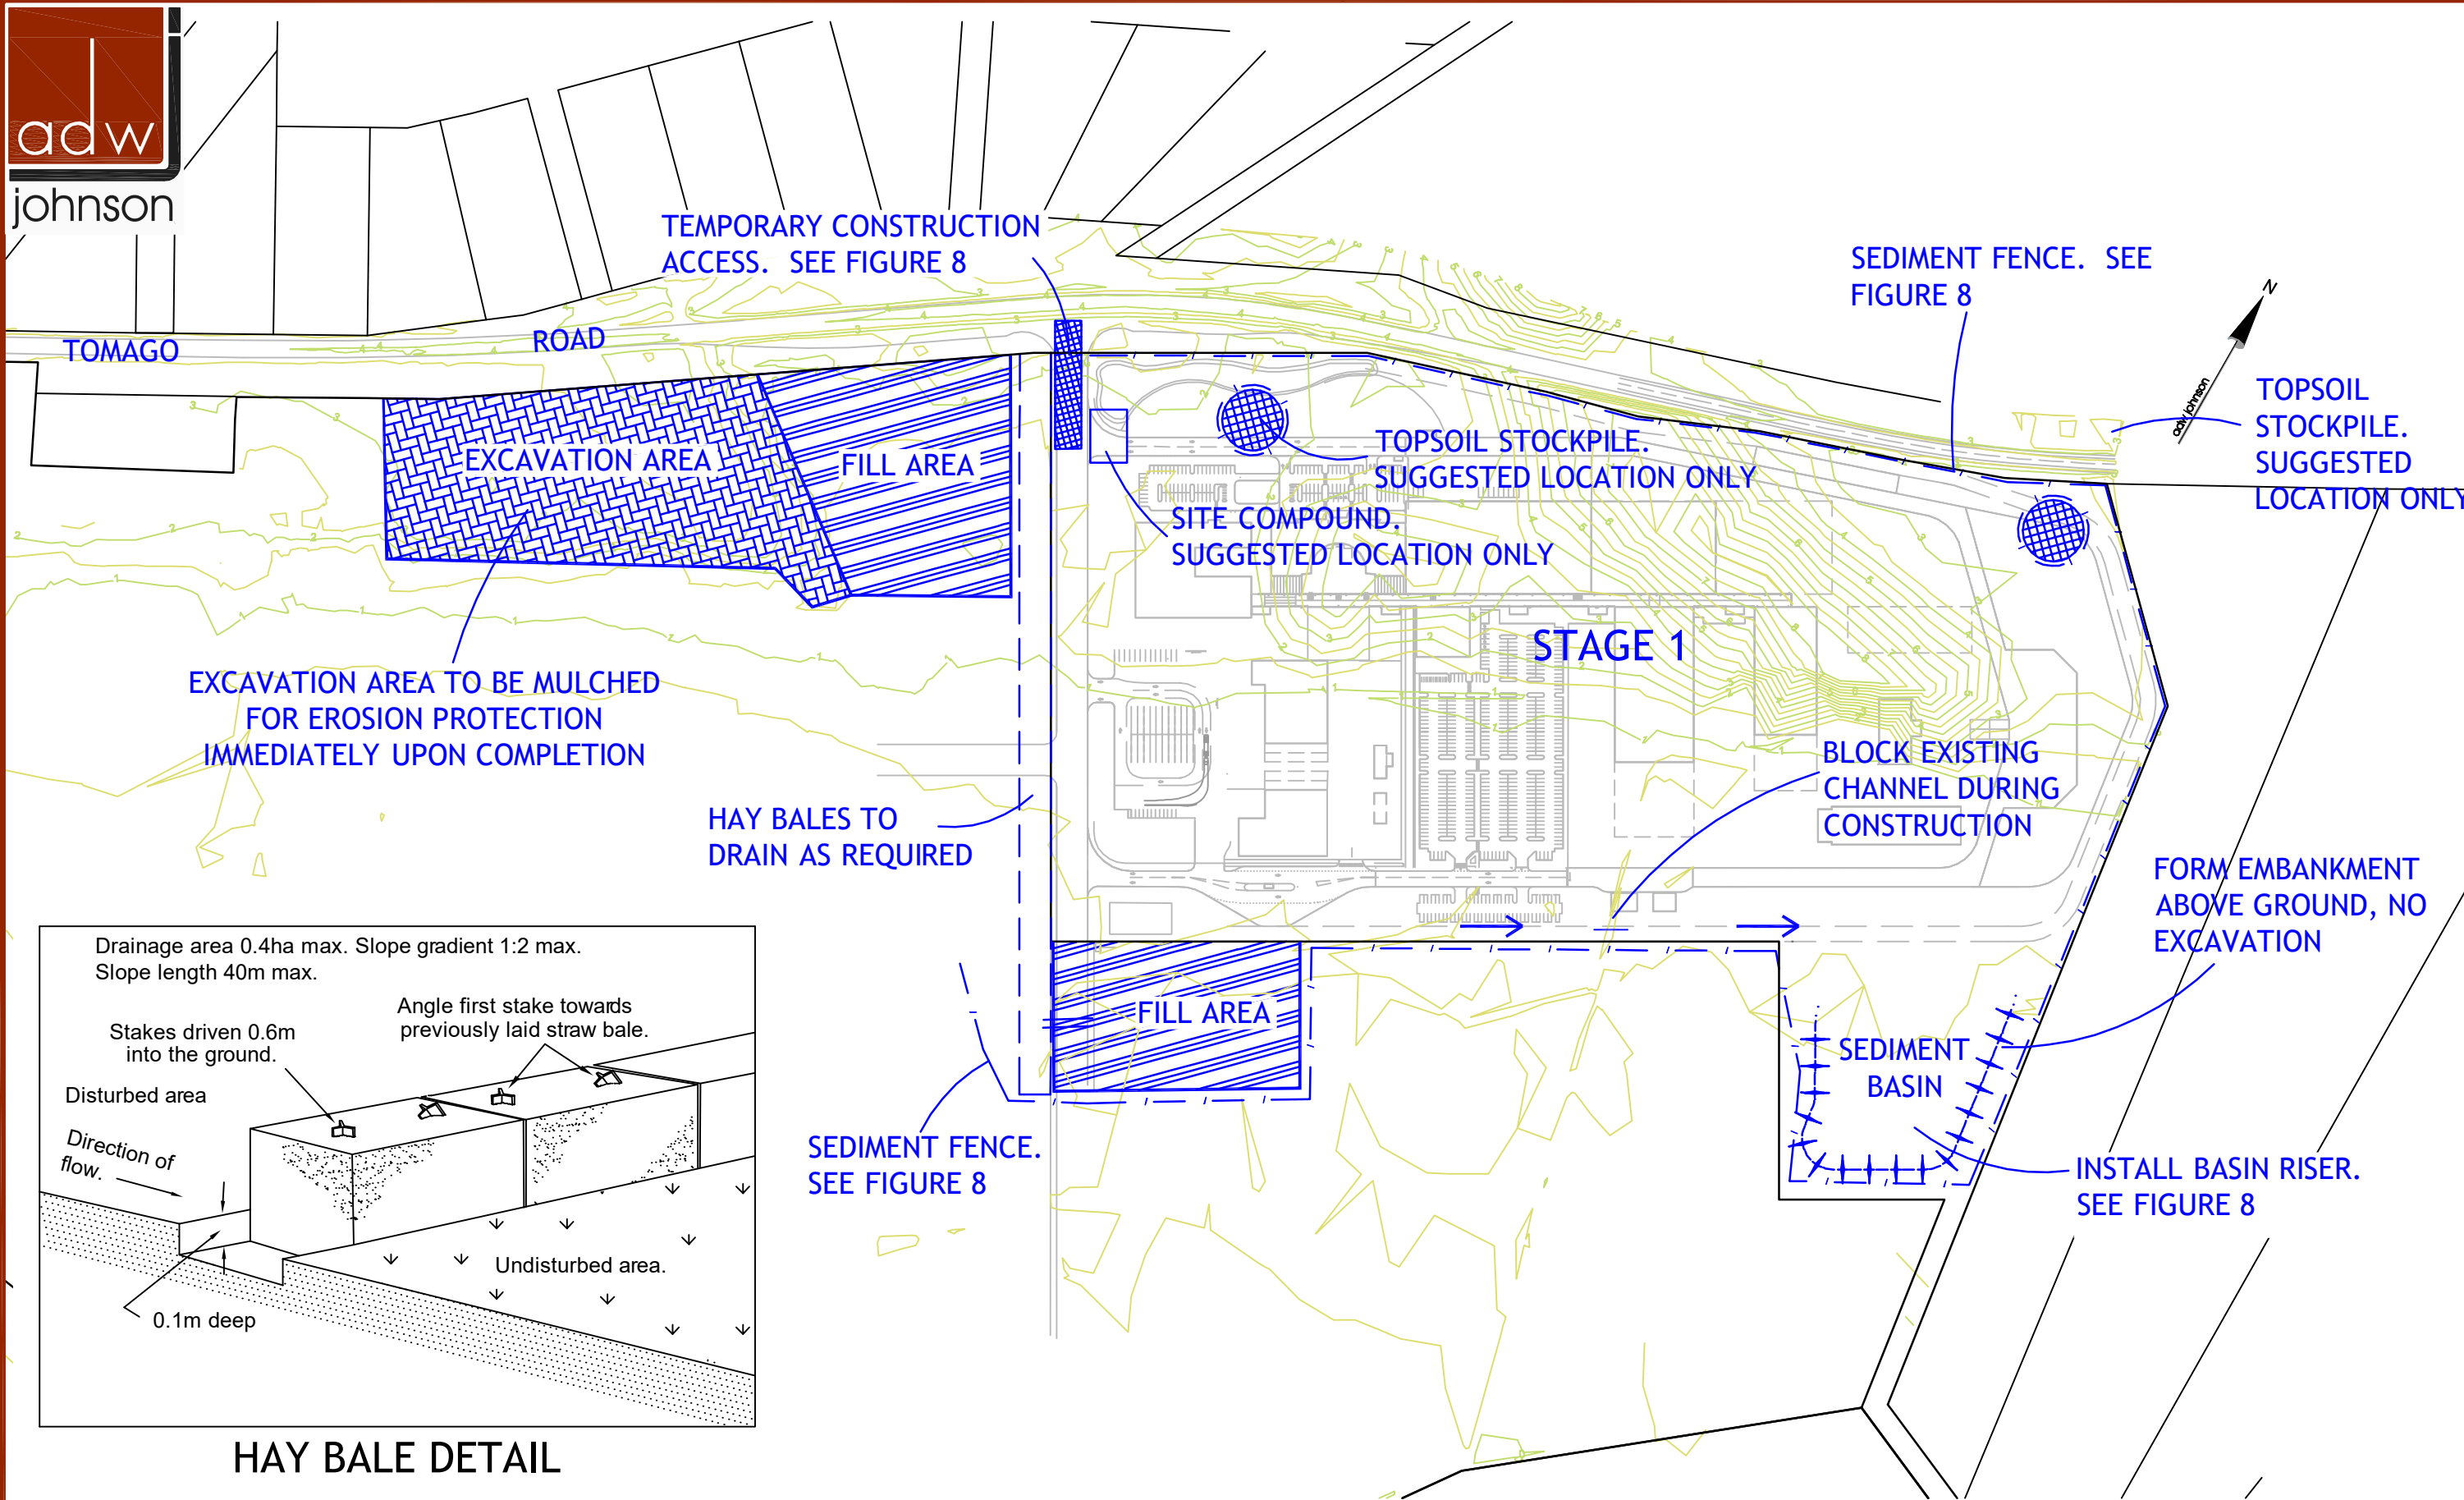 adw
johnson
TEMPORARY CONSTRUCTION
ACCESS.  SEE FIGURE 8
SEDIMENT FENCE.  SEE
FIGURE 8
N
adw johnson
TOMAGO
ROAD
TOPSOIL
STOCKPILE.
SUGGESTED
LOCATION ONLY
EXCAVATION AREA
FILL AREA
TOPSOIL STOCKPILE.
SUGGESTED LOCATION ONLY
SITE COMPOUND.
SUGGESTED LOCATION ONLY
STAGE 1
EXCAVATION AREA TO BE MULCHED
FOR EROSION PROTECTION
IMMEDIATELY UPON COMPLETION
HAY BALES TO
DRAIN AS REQUIRED
BLOCK EXISTING
CHANNEL DURING
CONSTRUCTION
FORM EMBANKMENT
ABOVE GROUND, NO
EXCAVATION
FILL AREA
SEDIMENT
BASIN
SEDIMENT FENCE.
SEE FIGURE 8
INSTALL BASIN RISER.
SEE FIGURE 8
Drainage area 0.4ha max. Slope gradient 1:2 max.
Slope length 40m max.
Angle first stake towards
previously laid straw bale.
Stakes driven 0.6m
into the ground.
Disturbed area
Direction of
flow.
Undisturbed area.
0.1m deep
HAY BALE DETAIL